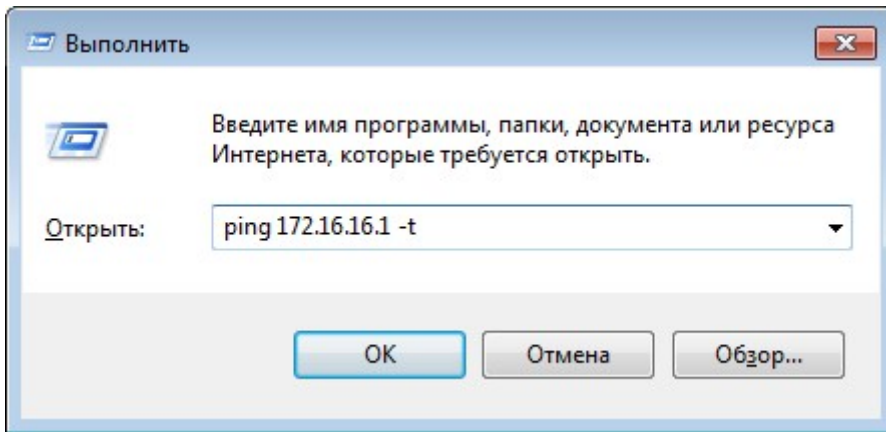 Выполнить
Введите имя программы, папки, документа или ресурса
Интернета, которые требуется открыть.
Открыть: ping 172.16.16.1 -t
OK Отмена Обзор...